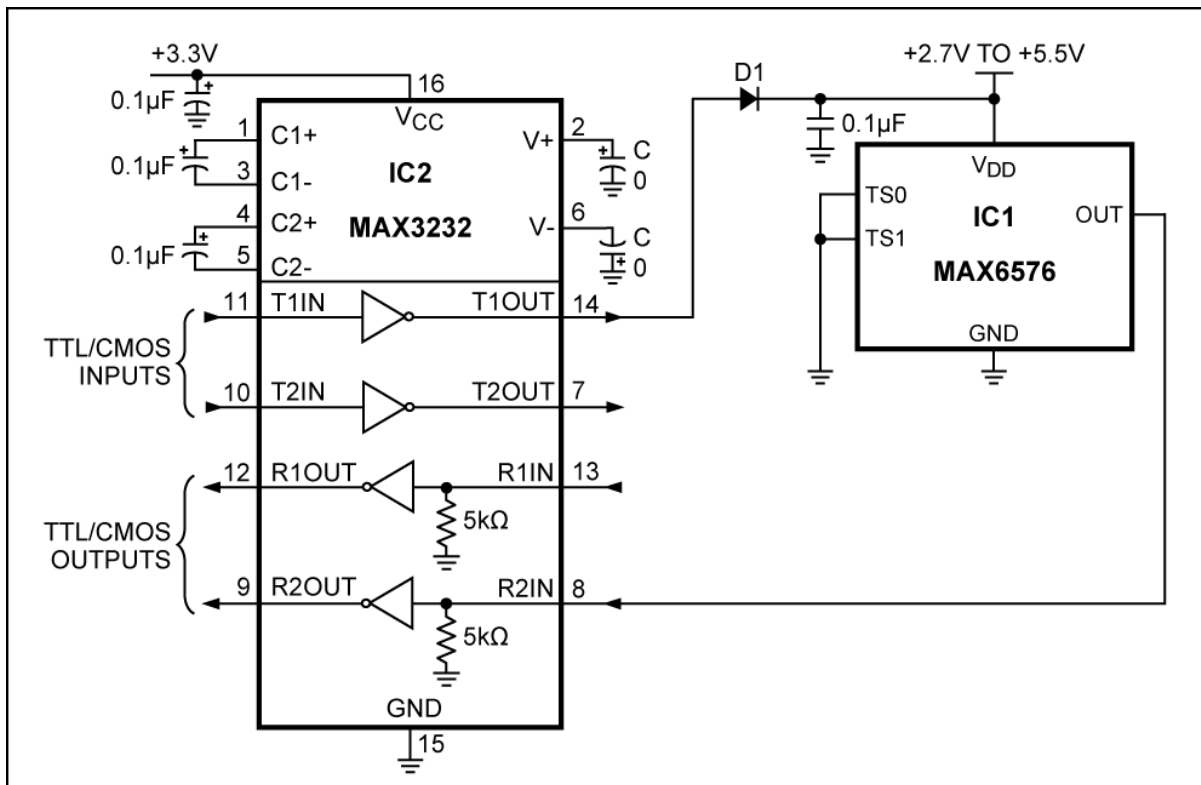 +3.3V
16
0.1µF
VCC
1
C1+
V+
2
C
0
0.1µF
3
C1-
IC2
4
C2+
MAX3232
V-
6
C
0
0.1µF
5
C2-
11
T1IN
T1OUT
14
TTL/CMOS
INPUTS
10
T2IN
T2OUT
7
12
R1OUT
R1IN
13
5kΩ
TTL/CMOS
OUTPUTS
9
R2OUT
R2IN
8
5kΩ
GND
15
D1
+2.7V TO +5.5V
0.1µF
VDD
TS0
IC1
OUT
TS1
MAX6576
GND